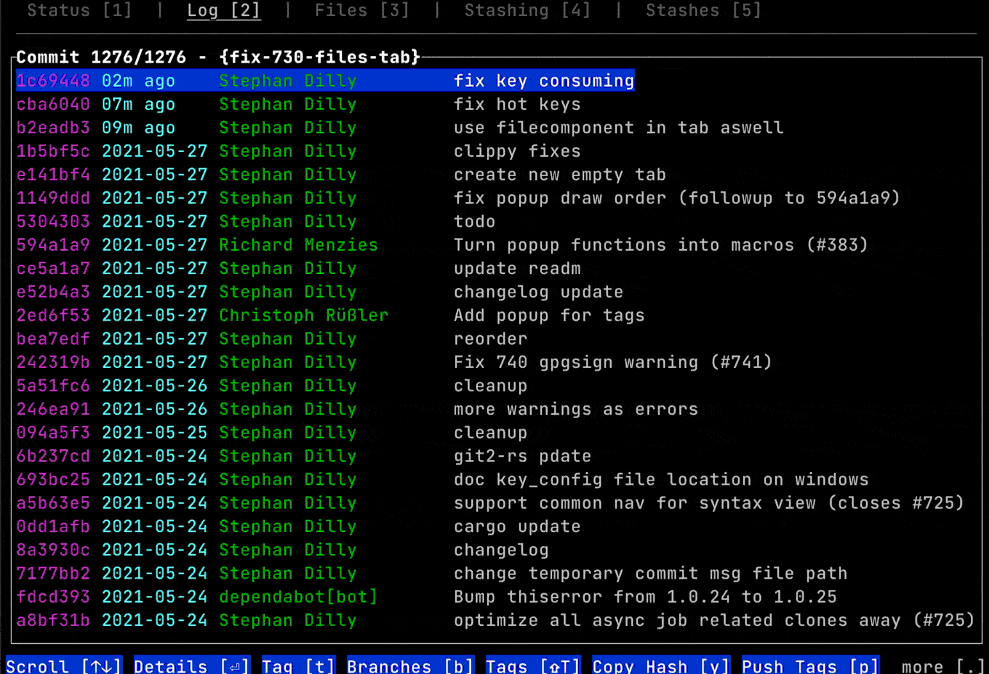 Status [1] | Log [2] | Files [3] | Stashing [4] | Stashes [5]
Commit 1276/1276 - {fix-730-files-tab}
1c69448 02m ago Stephan Dilly fix key consuming
cba6040 07m ago Stephan Dilly fix hot keys
b2eadb3 09m ago Stephan Dilly use filecomponent in tab aswell
1b5bf5c 2021-05-27 Stephan Dilly clippy fixes
e141bf4 2021-05-27 Stephan Dilly create new empty tab
1149ddd 2021-05-27 Stephan Dilly fix popup draw order (followup to 594a1a9)
5304303 2021-05-27 Stephan Dilly todo
594a1a9 2021-05-27 Richard Menzies Turn popup functions into macros (#383)
ce5a1a7 2021-05-27 Stephan Dilly update readm
e52b4a3 2021-05-27 Stephan Dilly changelog update
2ed6f53 2021-05-27 Christoph Rüßler Add popup for tags
bea7edf 2021-05-27 Stephan Dilly reorder
242319b 2021-05-27 Stephan Dilly Fix 740 gpgsign warning (#741)
5a51fc6 2021-05-26 Stephan Dilly cleanup
246ea91 2021-05-26 Stephan Dilly more warnings as errors
094a5f3 2021-05-25 Stephan Dilly cleanup
6b237cd 2021-05-24 Stephan Dilly git2-rs pdate
693bc25 2021-05-24 Stephan Dilly doc key_config file location on windows
a5b63e5 2021-05-24 Stephan Dilly support common nav for syntax view (closes #725)
0dd1afb 2021-05-24 Stephan Dilly cargo update
8a3930c 2021-05-24 Stephan Dilly changelog
7177bb2 2021-05-24 Stephan Dilly change temporary commit msg file path
fdcd393 2021-05-24 dependabot[bot] Bump thiserror from 1.0.24 to 1.0.25
a8bf31b 2021-05-24 Stephan Dilly optimize all async job related clones away (#725)
Scroll [↑↓] Details [⏎] Tag [t] Branches [b] Tags [⇧T] Copy Hash [y] Push Tags [p] more [.]